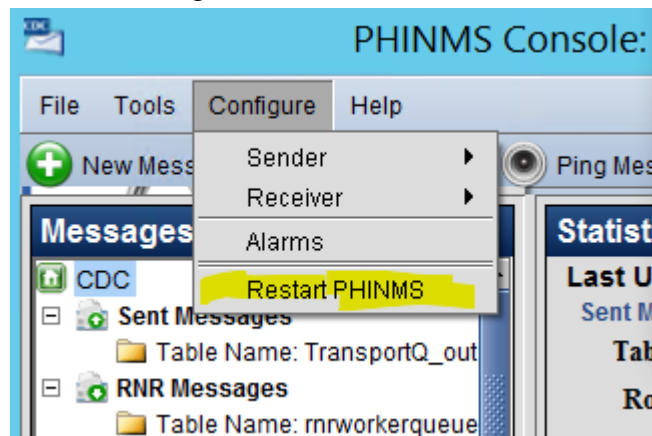 CDC
PHINMS Console:
File Tools Configure Help
New Mess
Ping Mes
Sender
Receiver
Alarms
Restart PHINMS
Messages
CDC
Sent Messages
Table Name: TransportQ_out
RNR Messages
Table Name: rnrworkerqueue
Statist
Last U
Sent M
Tab
Ro